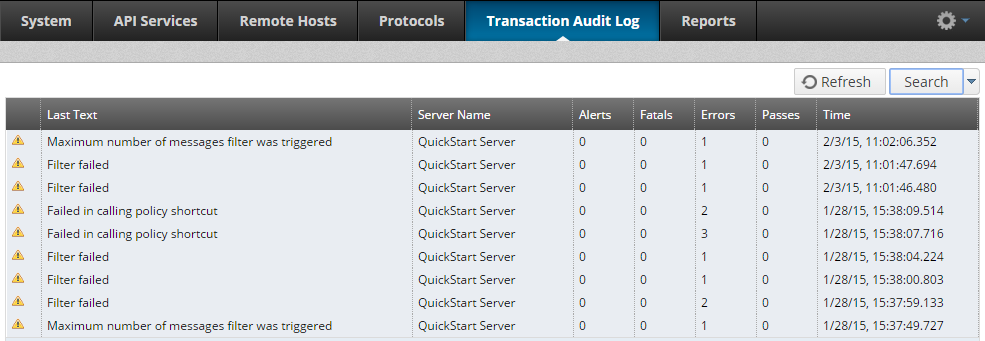 System API Services Remote Hosts Protocols Transaction Audit Log Reports
Refresh Search
Last Text Server Name Alerts Fatals Errors Passes Time
Maximum number of messages filter was triggered QuickStart Server 0 0 1 0 2/3/15, 11:02:06.352
Filter failed QuickStart Server 0 0 1 0 2/3/15, 11:01:47.694
Filter failed QuickStart Server 0 0 1 0 2/3/15, 11:01:46.480
Failed in calling policy shortcut QuickStart Server 0 0 2 0 1/28/15, 15:38:09.514
Failed in calling policy shortcut QuickStart Server 0 0 3 0 1/28/15, 15:38:07.716
Filter failed QuickStart Server 0 0 1 0 1/28/15, 15:38:04.224
Filter failed QuickStart Server 0 0 1 0 1/28/15, 15:38:00.803
Filter failed QuickStart Server 0 0 2 0 1/28/15, 15:37:59.133
Maximum number of messages filter was triggered QuickStart Server 0 0 1 0 1/28/15, 15:37:49.727